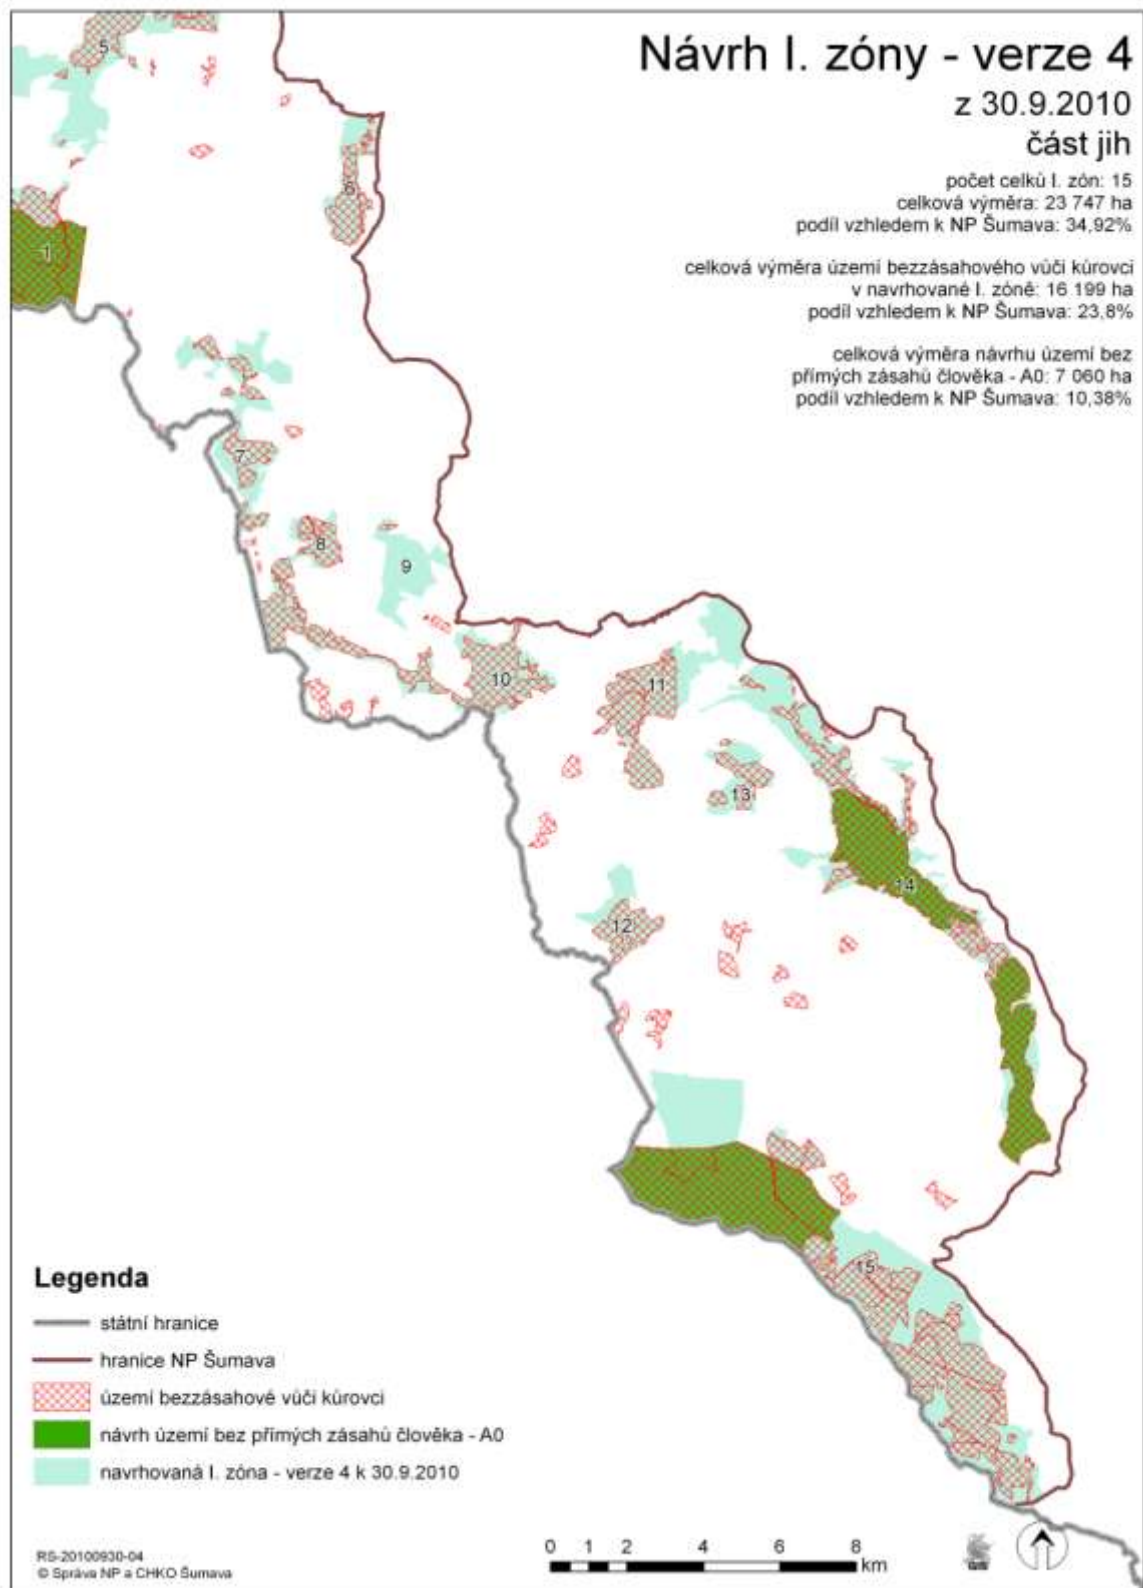 Návrh I. zóny - verze 4
z 30.9.2010
část jih
počet celků I. zón: 15
celková výměra: 23 747 ha
podíl vzhledem k NP Šumava: 34,92%
celková výměra území bezzásahového vůči kůrovci
v navrhované I. zóně: 16 199 ha
podíl vzhledem k NP Šumava: 23,8%
celková výměra návrhu území bez
přímých zásahů člověka - A0: 7 060 ha
podíl vzhledem k NP Šumava: 10,38%
5
6
1
7
8
9
10
11
13
14
12
15
Legenda
státní hranice
hranice NP Šumava
území bezzásahové vůči kůrovci
návrh území bez přímých zásahů člověka - A0
navrhovaná I. zóna - verze 4 k 30.9.2010
RS-20100930-04
© Správa NP a CHKO Šumava
0 1 2 4 6 8
km
GIS